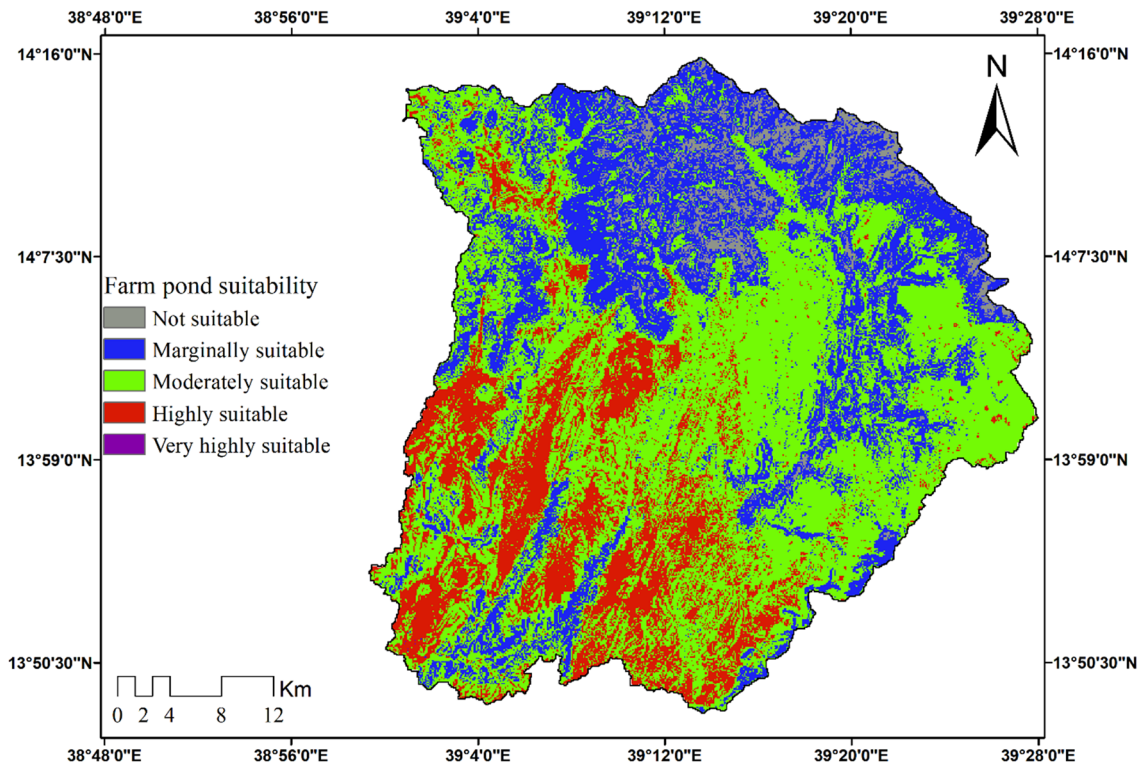 38°48'0"E 38°56'0"E 39°4'0"E 39°12'0"E 39°20'0"E 39°28'0"E
14°16'0"N 14°16'0"N
N
14°7'30"N 14°7'30"N
Farm pond suitability
Not suitable
Marginally suitable
Moderately suitable
Highly suitable
Very highly suitable
13°59'0"N 13°59'0"N
13°50'30"N 13°50'30"N
Km
0 2 4 8 12
38°48'0"E 38°56'0"E 39°4'0"E 39°12'0"E 39°20'0"E 39°28'0"E